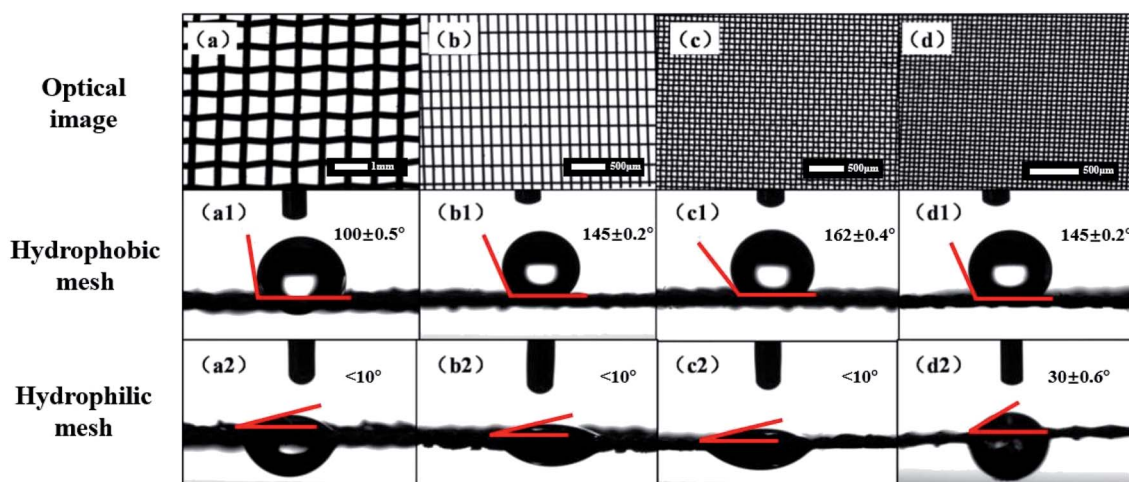 Optical
image
(a)
1mm
(b)
500μm
(c)
500μm
(d)
500μm
Hydrophobic
mesh
(a1)
100±0.5°
(b1)
145±0.2°
(c1)
162±0.4°
(d1)
145±0.2°
Hydrophilic
mesh
(a2)
<10°
(b2)
<10°
(c2)
<10°
(d2)
30±0.6°